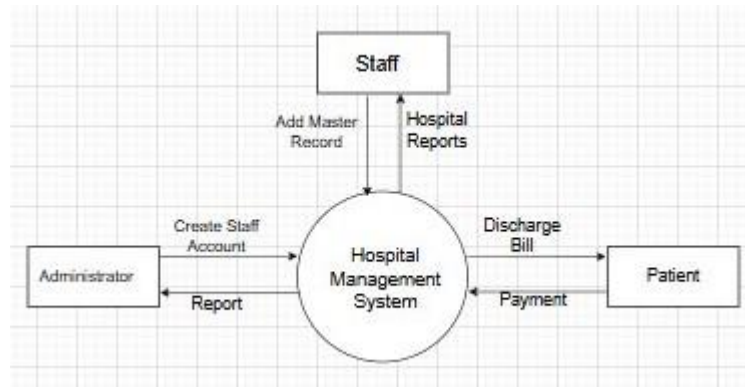 Staff
Add Master
Record
Hospital
Reports
Create Staff
Account
Discharge
Bill
Administrator
Hospital
Management
System
Patient
Report
Payment